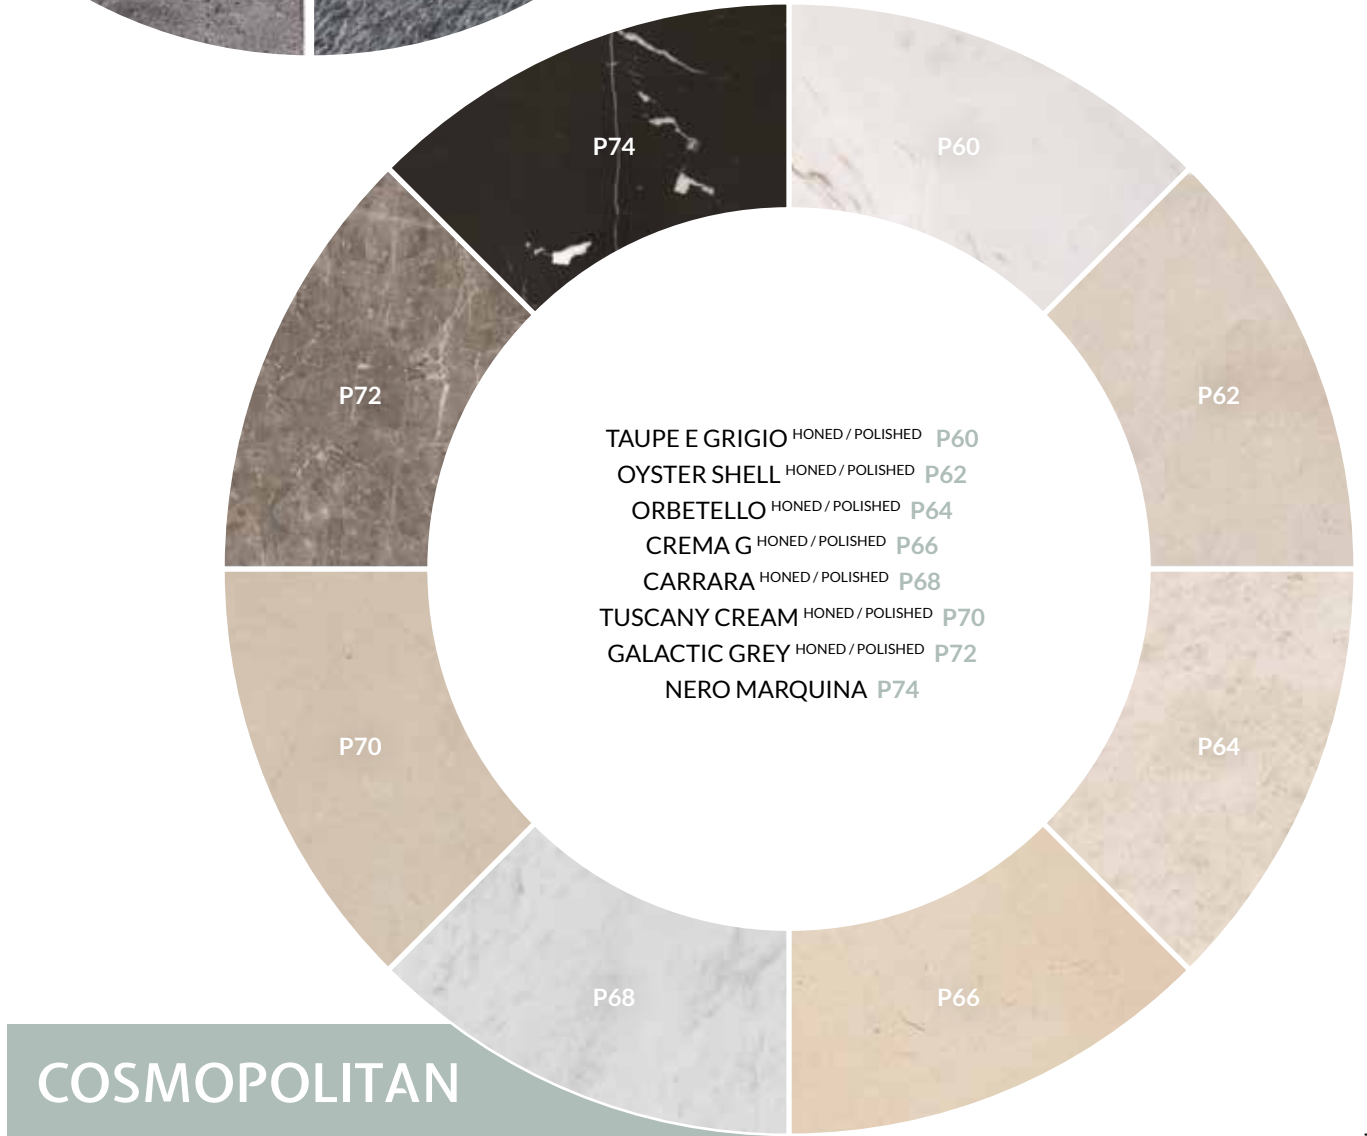 P74
P60
P72
P62
TAUPE E GRIGIO HONED / POLISHED P60
OYSTER SHELL HONED / POLISHED P62
ORBETELLO HONED / POLISHED P64
CREMA G HONED / POLISHED P66
CARRARA HONED / POLISHED P68
TUSCANY CREAM HONED / POLISHED P70
GALACTIC GREY HONED / POLISHED P72
NERO MARQUINA P74
P70
P64
P68
P66
COSMOPOLITAN